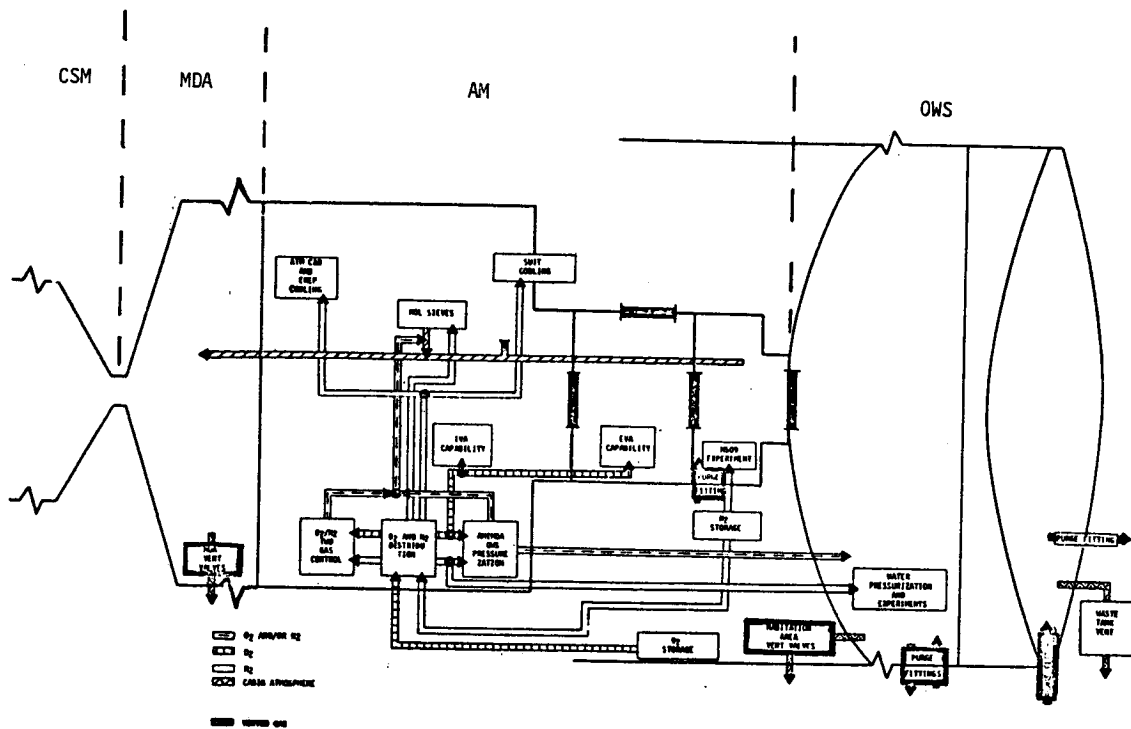 CSM
MDA
AM
OWS
SUIT
COOLING
ATM C&D
AND
EREP
COOLING
MOL SIEVES
IVA
CAPABILITY
EVA
CAPABILITY
M509
EXPERIMENT
PURGE
FITTING
N2
STORAGE
O2/N2
TWO
GAS
CONTROL
O2 AND N2
DISTRIBU
TION
AM/MDA
GAS
PRESSURI
ZATION
MDA
VENT
VALVES
PURGE FITTING
WATER
PRESSURIZATION
AND
EXPERIMENTS
WASTE
TANK
VENT
HABITATION
AREA
VENT VALVES
O2
STORAGE
PURGE
FITTINGS
O2 AND/OR N2
O2
N2
CABIN ATMOSPHERE
VENTED GAS